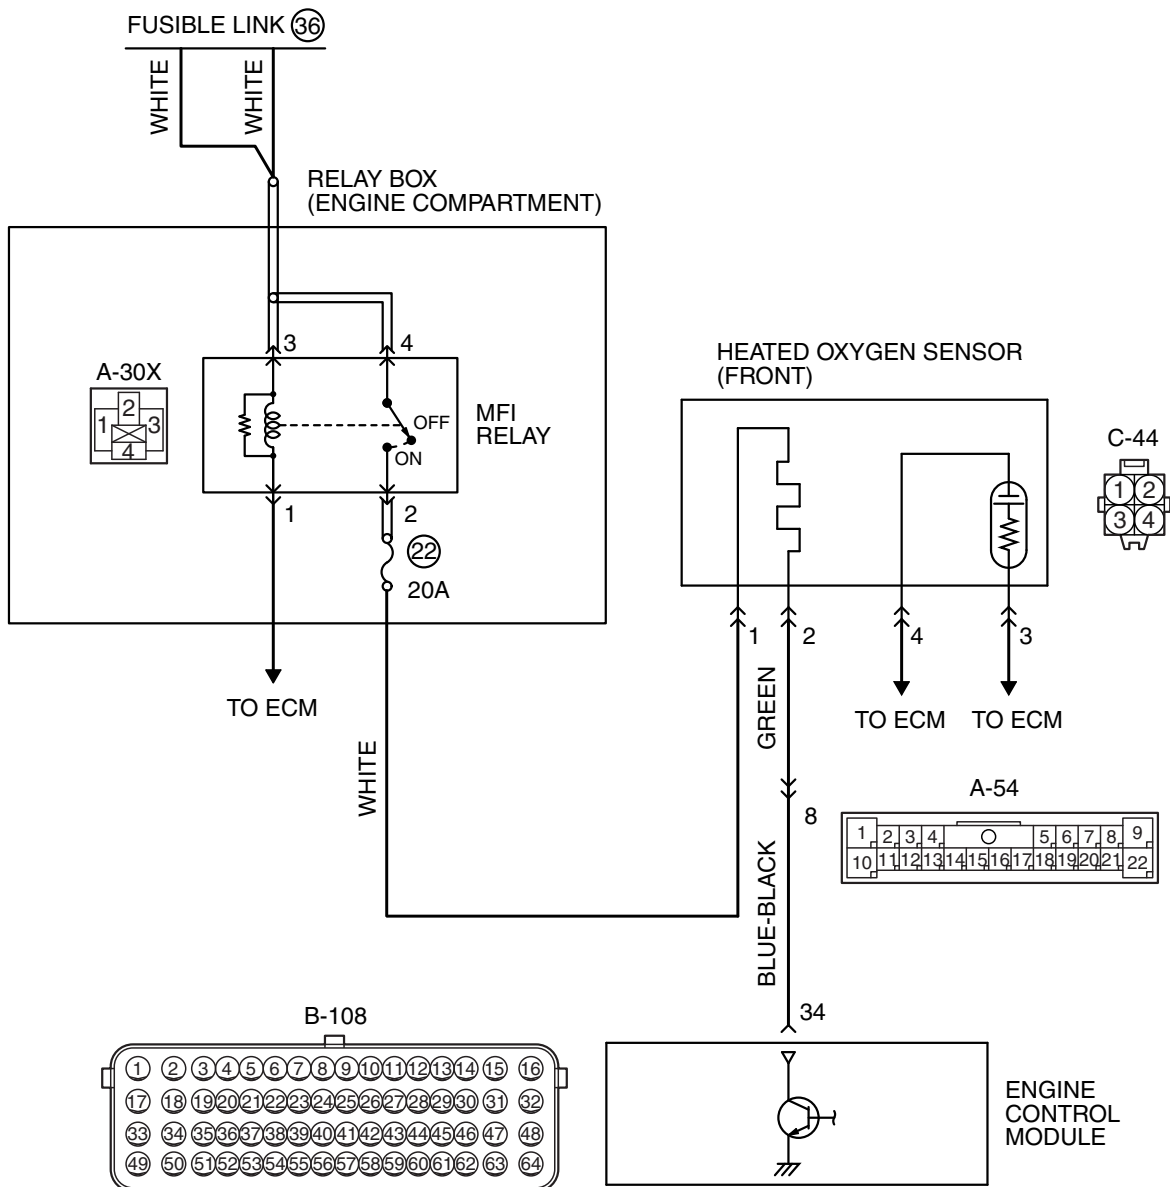 FUSIBLE LINK 36
WHITE
WHITE
RELAY BOX
(ENGINE COMPARTMENT)
3
4
A-30X
2
1
3
4
OFF
ON
MFI
RELAY
1
2
22
20A
TO ECM
WHITE
HEATED OXYGEN SENSOR
(FRONT)
C-44
1 2
3 4
1
2
4
3
GREEN
TO ECM
TO ECM
8
A-54
1 2 3 4 5 6 7 8 9
10 11 12 13 14 15 16 17 18 19 20 21 22
BLUE-BLACK
34
B-108
1 2 3 4 5 6 7 8 9 10 11 12 13 14 15 16
17 18 19 20 21 22 23 24 25 26 27 28 29 30 31 32
33 34 35 36 37 38 39 40 41 42 43 44 45 46 47 48
49 50 51 52 53 54 55 56 57 58 59 60 61 62 63 64
ENGINE
CONTROL
MODULE